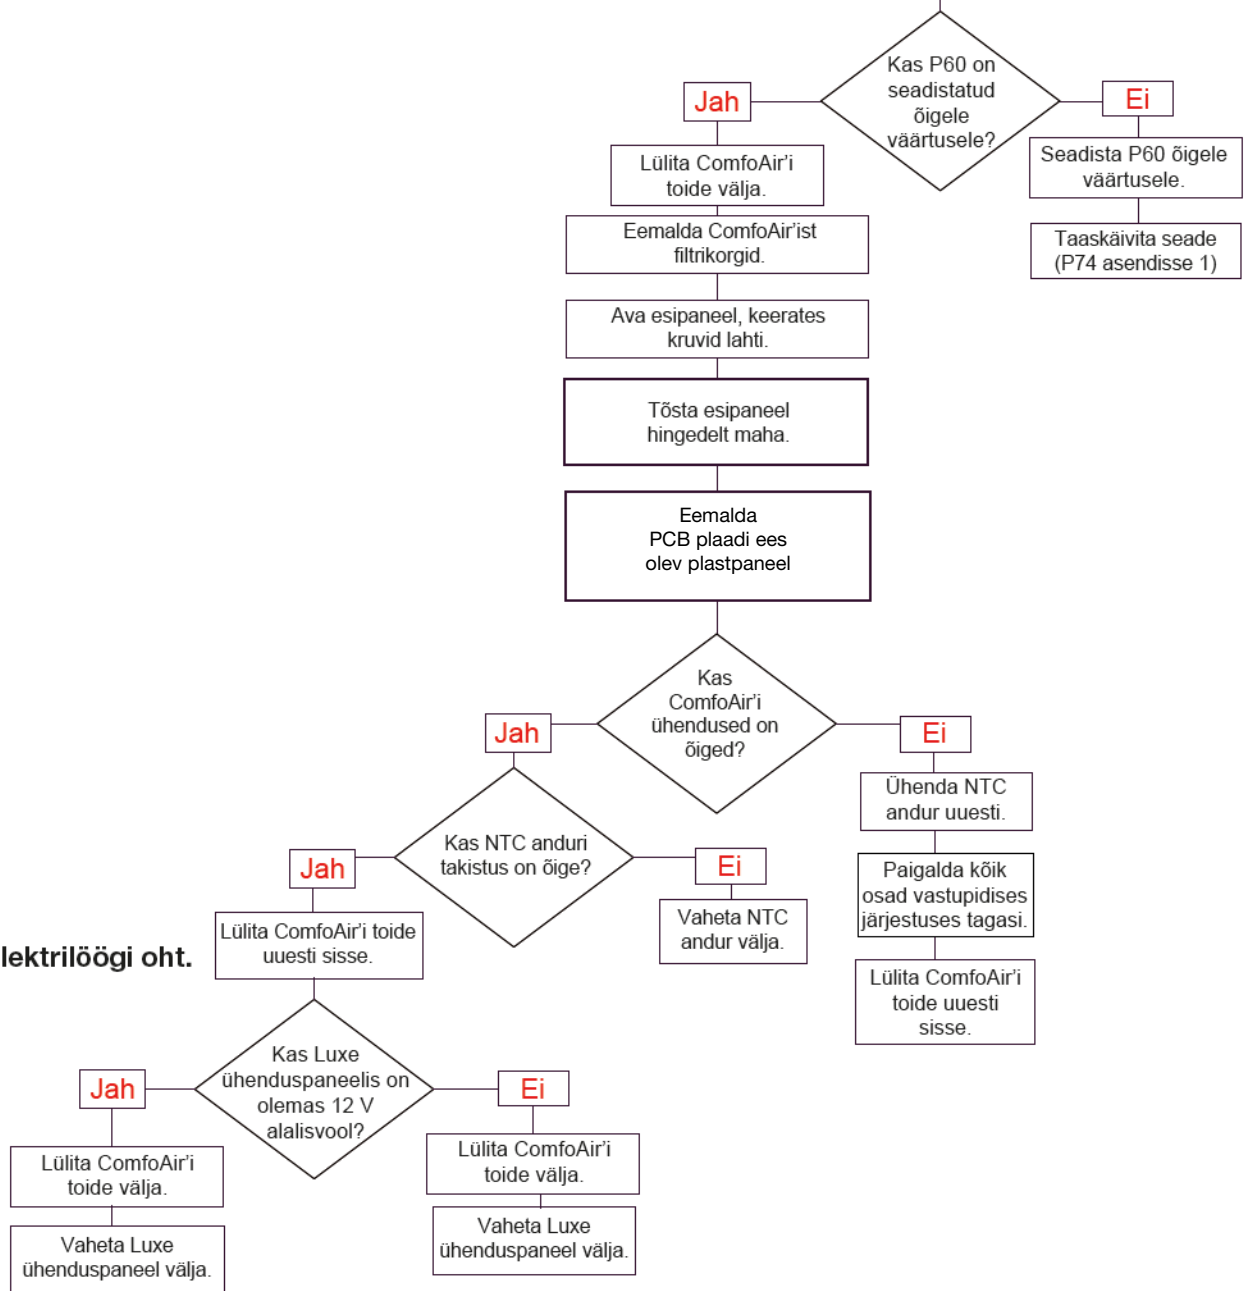 Kas P60 on
seadistatud
õigele
väärtusele?
Jah
Ei
Lülita ComfoAir'i
toide välja.
Seadista P60 õigele
väärtusele.
Eemalda ComfoAir'ist
filtrikorgid.
Taaskäivita seade
(P74 asendisse 1)
Ava esipaneel, keerates
kruvid lahti.
Tõsta esipaneel
hingedelt maha.
Eemalda
PCB plaadi ees
olev plastpaneel
Kas
ComfoAir'i
ühendused on
õiged?
Jah
Ei
Ühenda NTC
andur uuesti.
Kas NTC anduri
takistus on õige?
Jah
Ei
Paigalda kõik
osad vastupidises
järjestuses tagasi.
Vaheta NTC
andur välja.
Lülita ComfoAir'i toide
uuesti sisse.
lektrilöögi oht.
Lülita ComfoAir'i
toide uuesti
sisse.
Kas Luxe
ühenduspaneelis on
olemas 12 V
alalisvool?
Jah
Ei
Lülita ComfoAir'i
toide välja.
Lülita ComfoAir'i
toide välja.
Vaheta Luxe
ühenduspaneel välja.
Vaheta Luxe
ühenduspaneel välja.